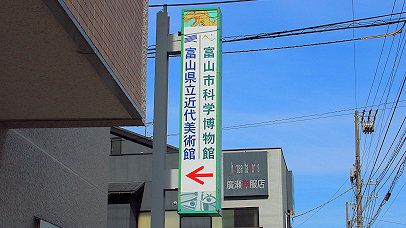 富山市科学博物館
富山県立近代美術館
廣瀬 服店